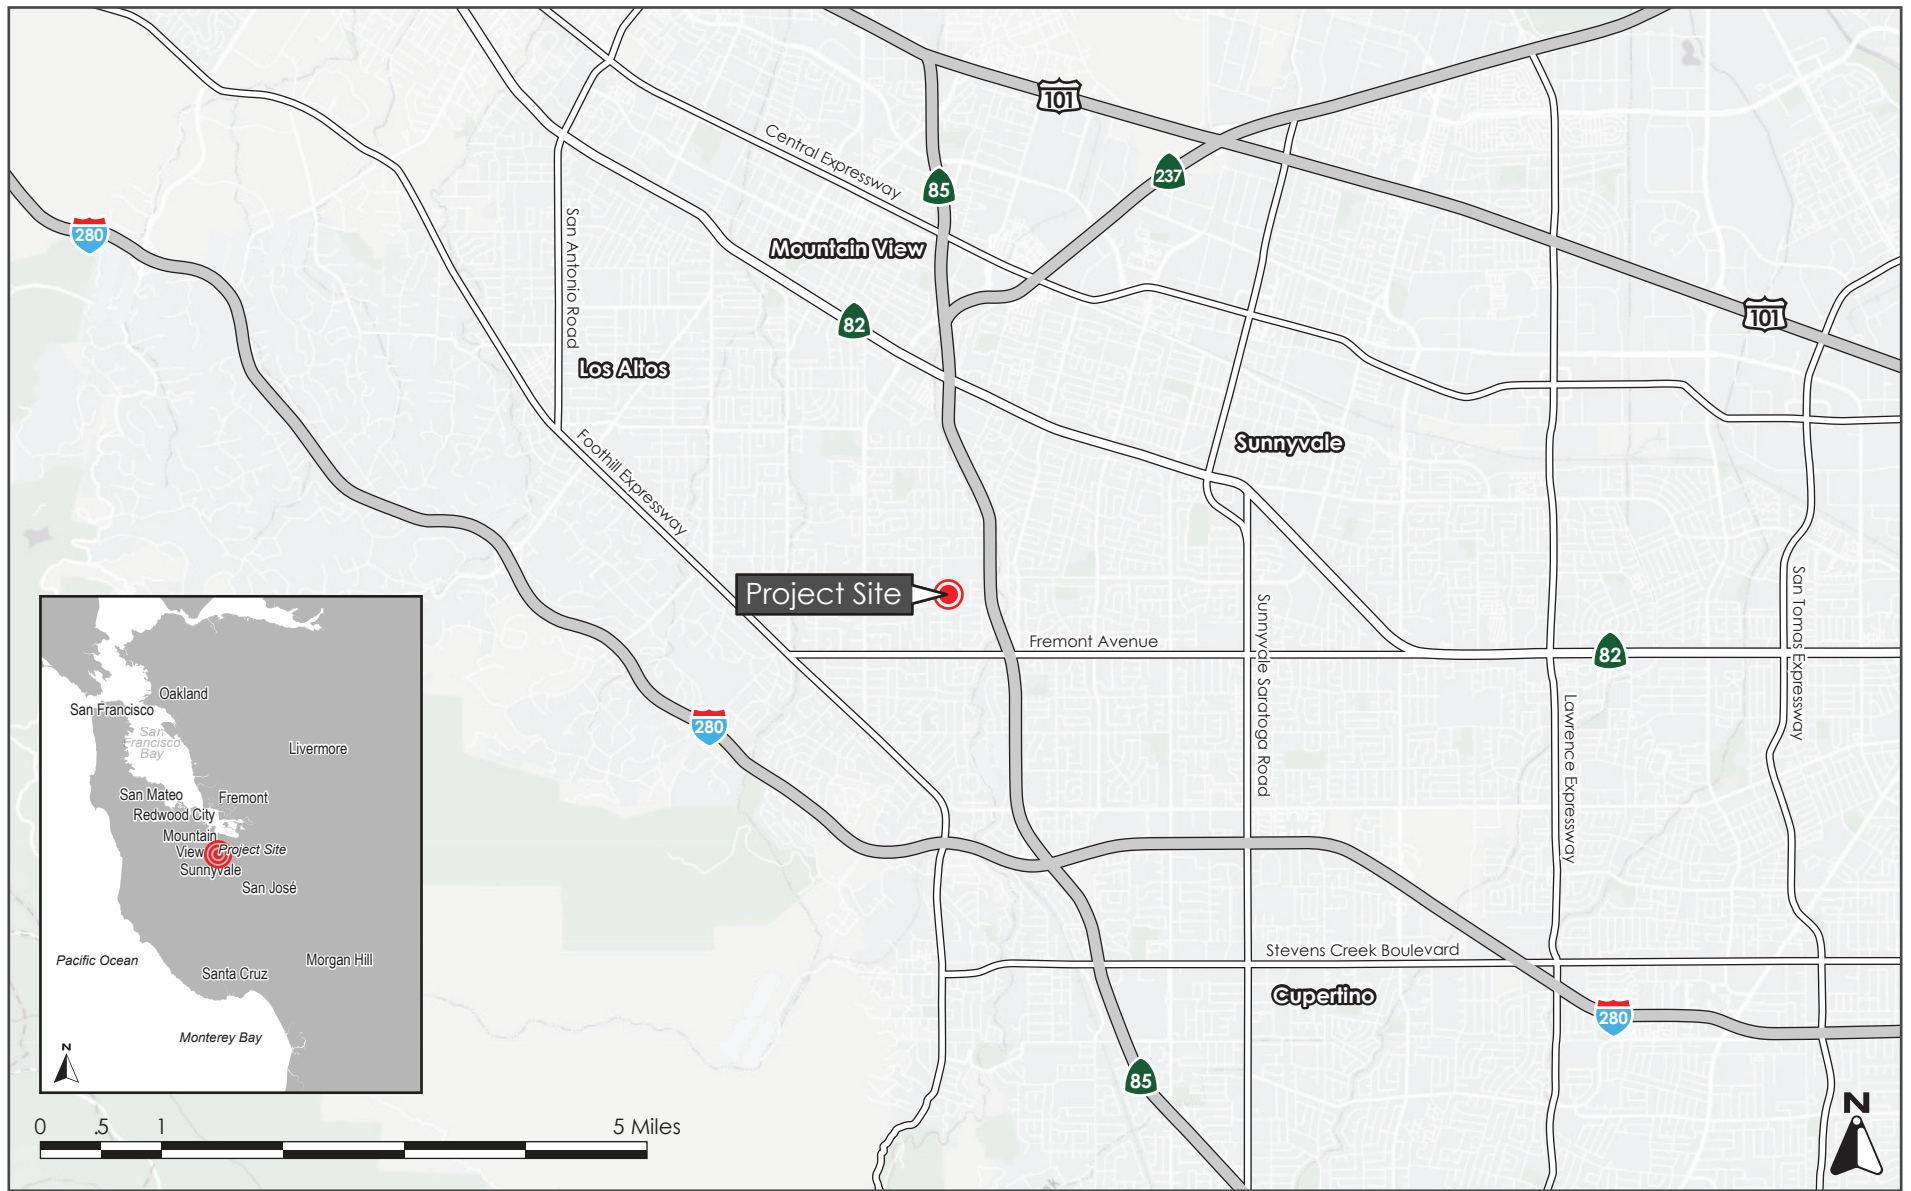 101
Central Expressway
237
85
280
San Antonio Road
Mountain View
82
101
Los Altos
Sunnyvale
Foothill Expressway
Project Site
Fremont Avenue
82
Sunnyvale Saratoga Road
San Tomas Expressway
Lawrence Expressway
280
Stevens Creek Boulevard
Cupertino
280
85
Oakland
San Francisco
San
Francisco
Bay
Livermore
San Mateo
Fremont
Redwood City
Mountain
View
Project Site
Sunnyvale
San José
Pacific Ocean
Santa Cruz
Morgan Hill
Monterey Bay
N
0 .5 1 5 Miles
N